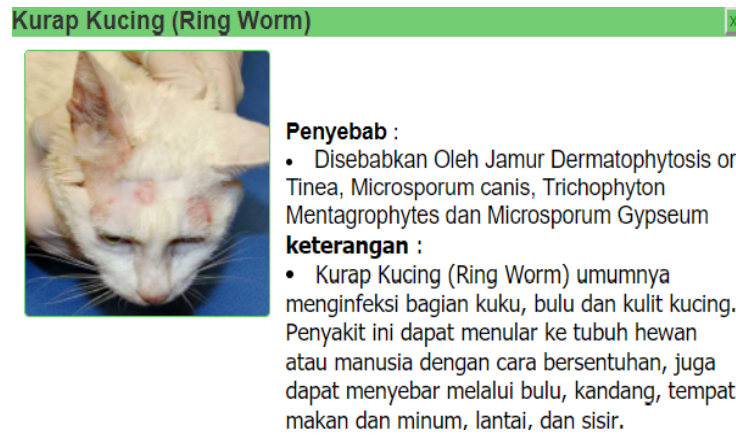 Kurap Kucing (Ring Worm)
x
Penyebab :
• Disebabkan Oleh Jamur Dermatophytosis or
Tinea, Microsporum canis, Trichophyton
Mentagrophytes dan Microsporum Gypseum
keterangan :
• Kurap Kucing (Ring Worm) umumnya
menginfeksi bagian kuku, bulu dan kulit kucing.
Penyakit ini dapat menular ke tubuh hewan
atau manusia dengan cara bersentuhan, juga
dapat menyebar melalui bulu, kandang, tempat
makan dan minum, lantai, dan sisir.